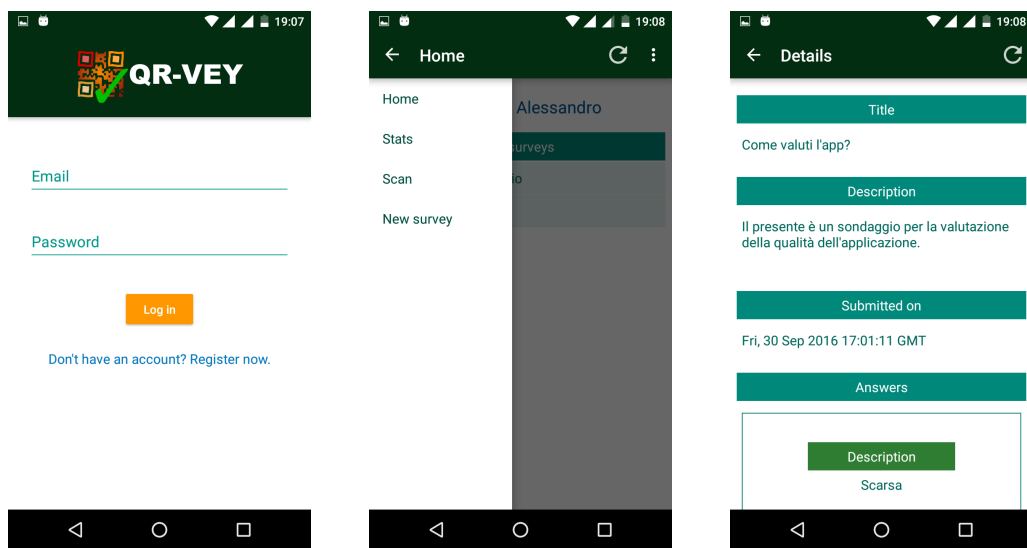 19:07
QR-VEY
Email
Password
Log in
Don't have an account? Register now.
19:08
Home
Home
Stats
Scan
New survey
Alessandro
surveys
io
19:08
Details
Title
Come valuti l'app?
Description
Il presente è un sondaggio per la valutazione
della qualità dell'applicazione.
Submitted on
Fri, 30 Sep 2016 17:01:11 GMT
Answers
Description
Scarsa